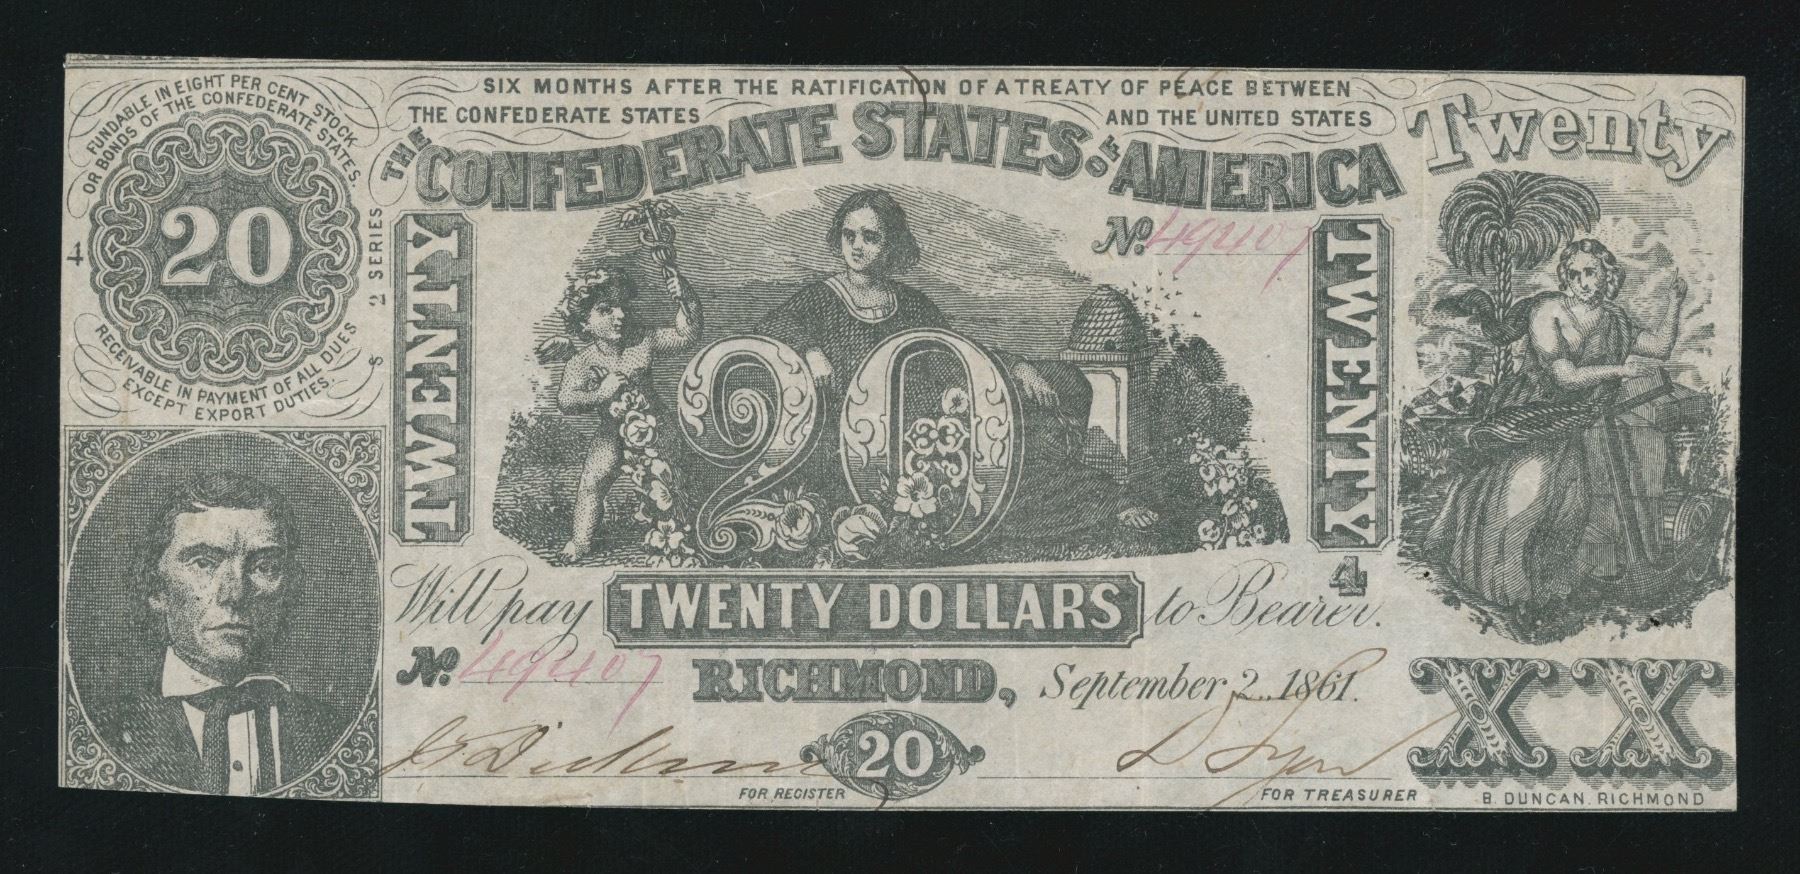 FUNDABLE IN EIGHT PER CENT STOCK
OR BONDS OF THE CONFEDERATE STATES.
20
4
2 SERIES
S
RECEIVABLE IN PAYMENT OF ALL DUES
EXCEPT EXPORT DUTIES.
SIX MONTHS AFTER THE RATIFICATION OF A TREATY OF PEACE BETWEEN
THE CONFEDERATE STATES AND THE UNITED STATES
THE CONFEDERATE STATES OF AMERICA
Twenty
No. 49407
TWENTY
20
TWENTY
4
Will pay TWENTY DOLLARS to Bearer.
No. 49407
RICHMOND, September 2 1861.
XX
20
FOR REGISTER
FOR TREASURER
B. DUNCAN. RICHMOND